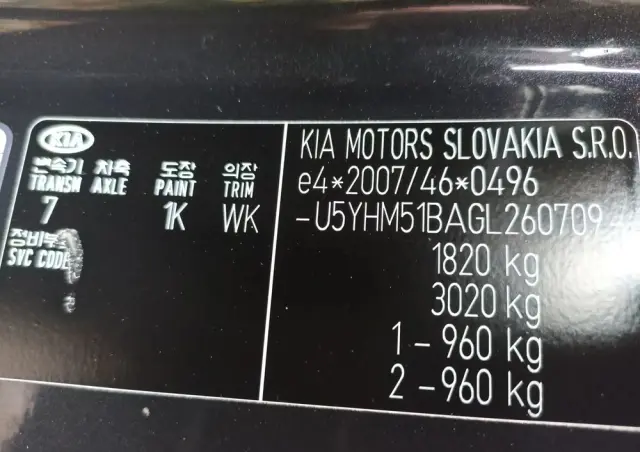 KIA
변속기 차축 도장 의장
TRANSM AXLE PAINT TRIM
7 1K WK
정비부
SVC CODE
KIA MOTORS SLOVAKIA S.R.O.
e4*2007/46*0496
-U5YHM51BAGL260709-
1820 kg
3020 kg
1 - 960 kg
2 - 960 kg